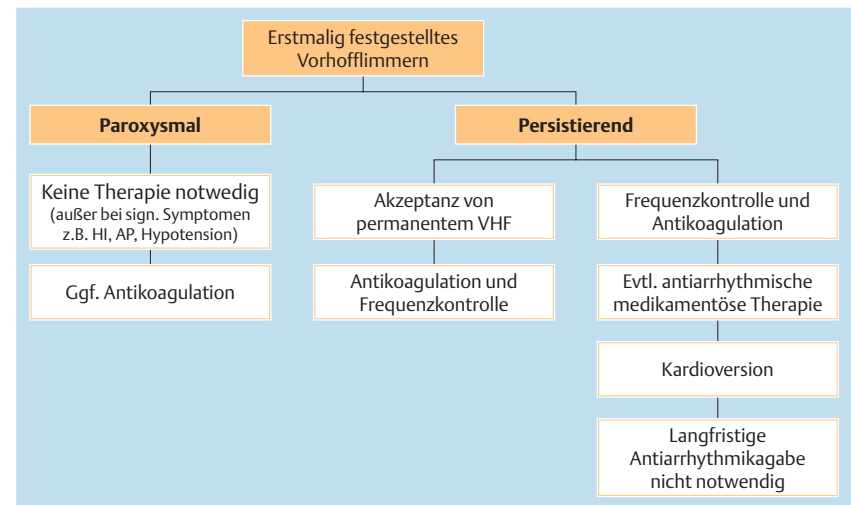 Erstmalig festgestelltes
Vorhofflimmern
Paroxysmal
Persistierend
Keine Therapie notwedig
(außer bei sign. Symptomen
z.B. HI, AP, Hypotension)
Ggf. Antikoagulation
Akzeptanz von
permanentem VHF
Antikoagulation und
Frequenzkontrolle
Frequenzkontrolle und
Antikoagulation
Evtl. antiarrhythmische
medikamentöse Therapie
Kardioversion
Langfristige
Antiarrhythmikagabe
nicht notwendig